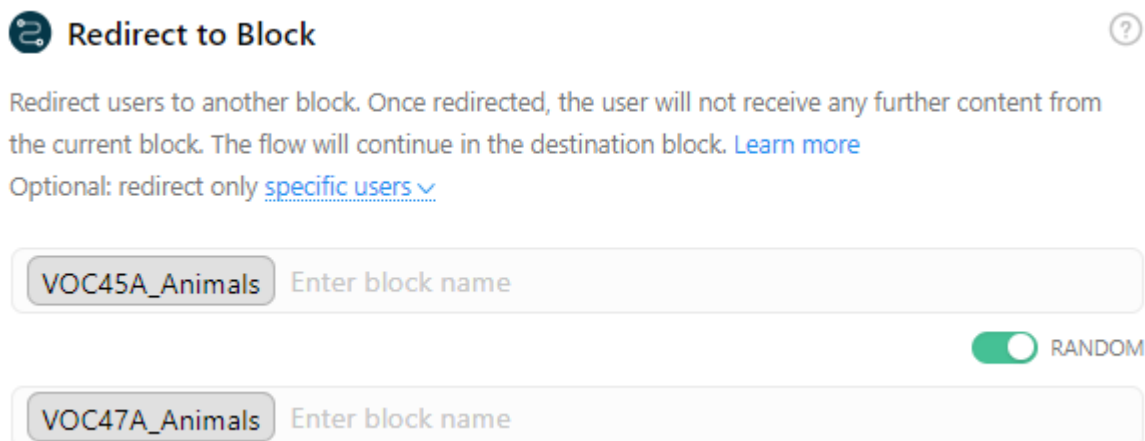 Redirect to Block
?
Redirect users to another block. Once redirected, the user will not receive any further content from
the current block. The flow will continue in the destination block. Learn more
Optional: redirect only specific users
VOC45A_Animals Enter block name
RANDOM
VOC47A_Animals Enter block name